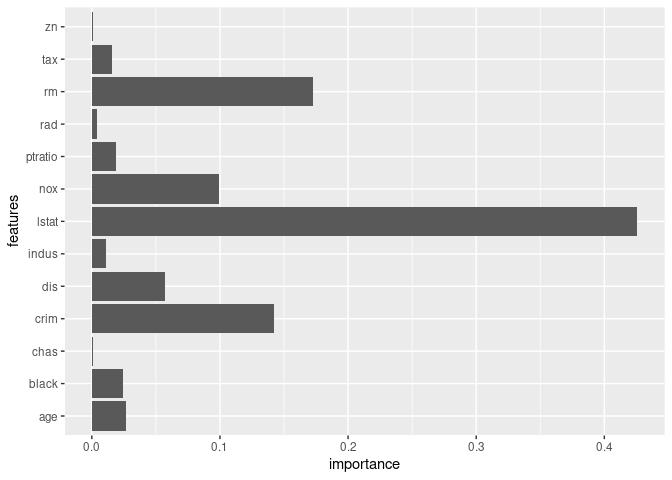 zn
tax
rm
rad
ptratio
nox
lstat
indus
dis
crim
chas
black
age
features
0.0 0.1 0.2 0.3 0.4
importance